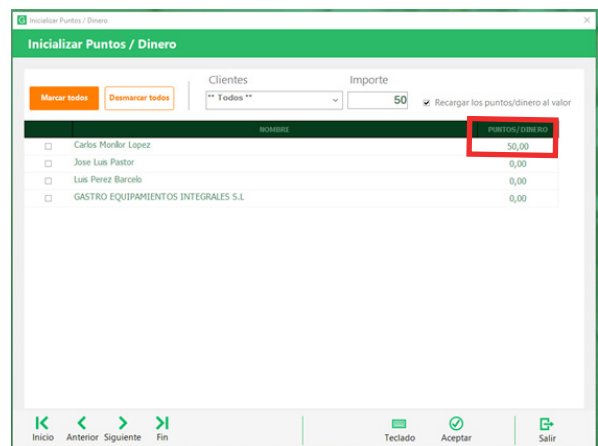 Inicializar Puntos / Dinero
Inicializar Puntos / Dinero
Clientes Importe
Marcar todos Desmarcar todos ** Todos ** 50 Recargar los puntos/dinero al valor
NOMBRE PUNTOS/DINERO
Carlos Monllor Lopez 50,00
Jose Luis Pastor 0,00
Luis Perez Barcelo 0,00
GASTRO EQUIPAMIENTOS INTEGRALES S.L 0,00
Inicio Anterior Siguiente Fin Teclado Aceptar Salir